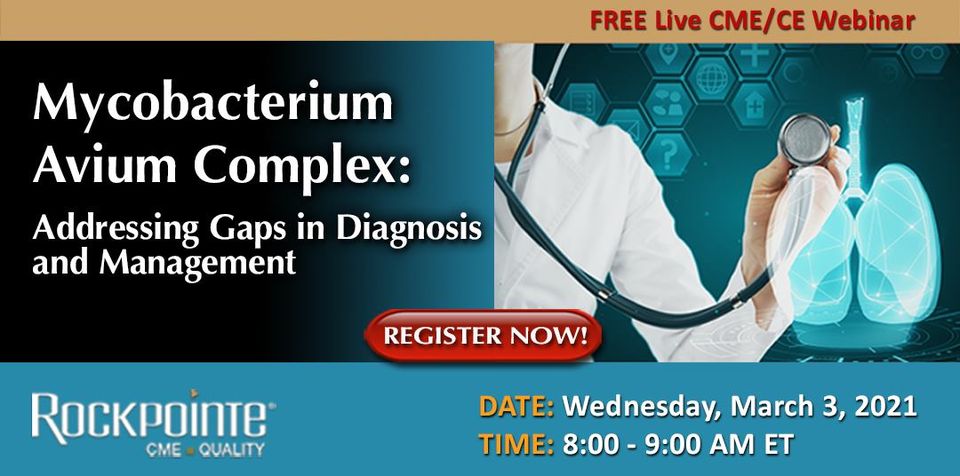 FREE Live CME/CE Webinar
Mycobacterium
Avium Complex:
Addressing Gaps in Diagnosis
and Management
REGISTER NOW!
ROCKPOINTE®
CME QUALITY
DATE: Wednesday, March 3, 2021
TIME: 8:00 - 9:00 AM ET